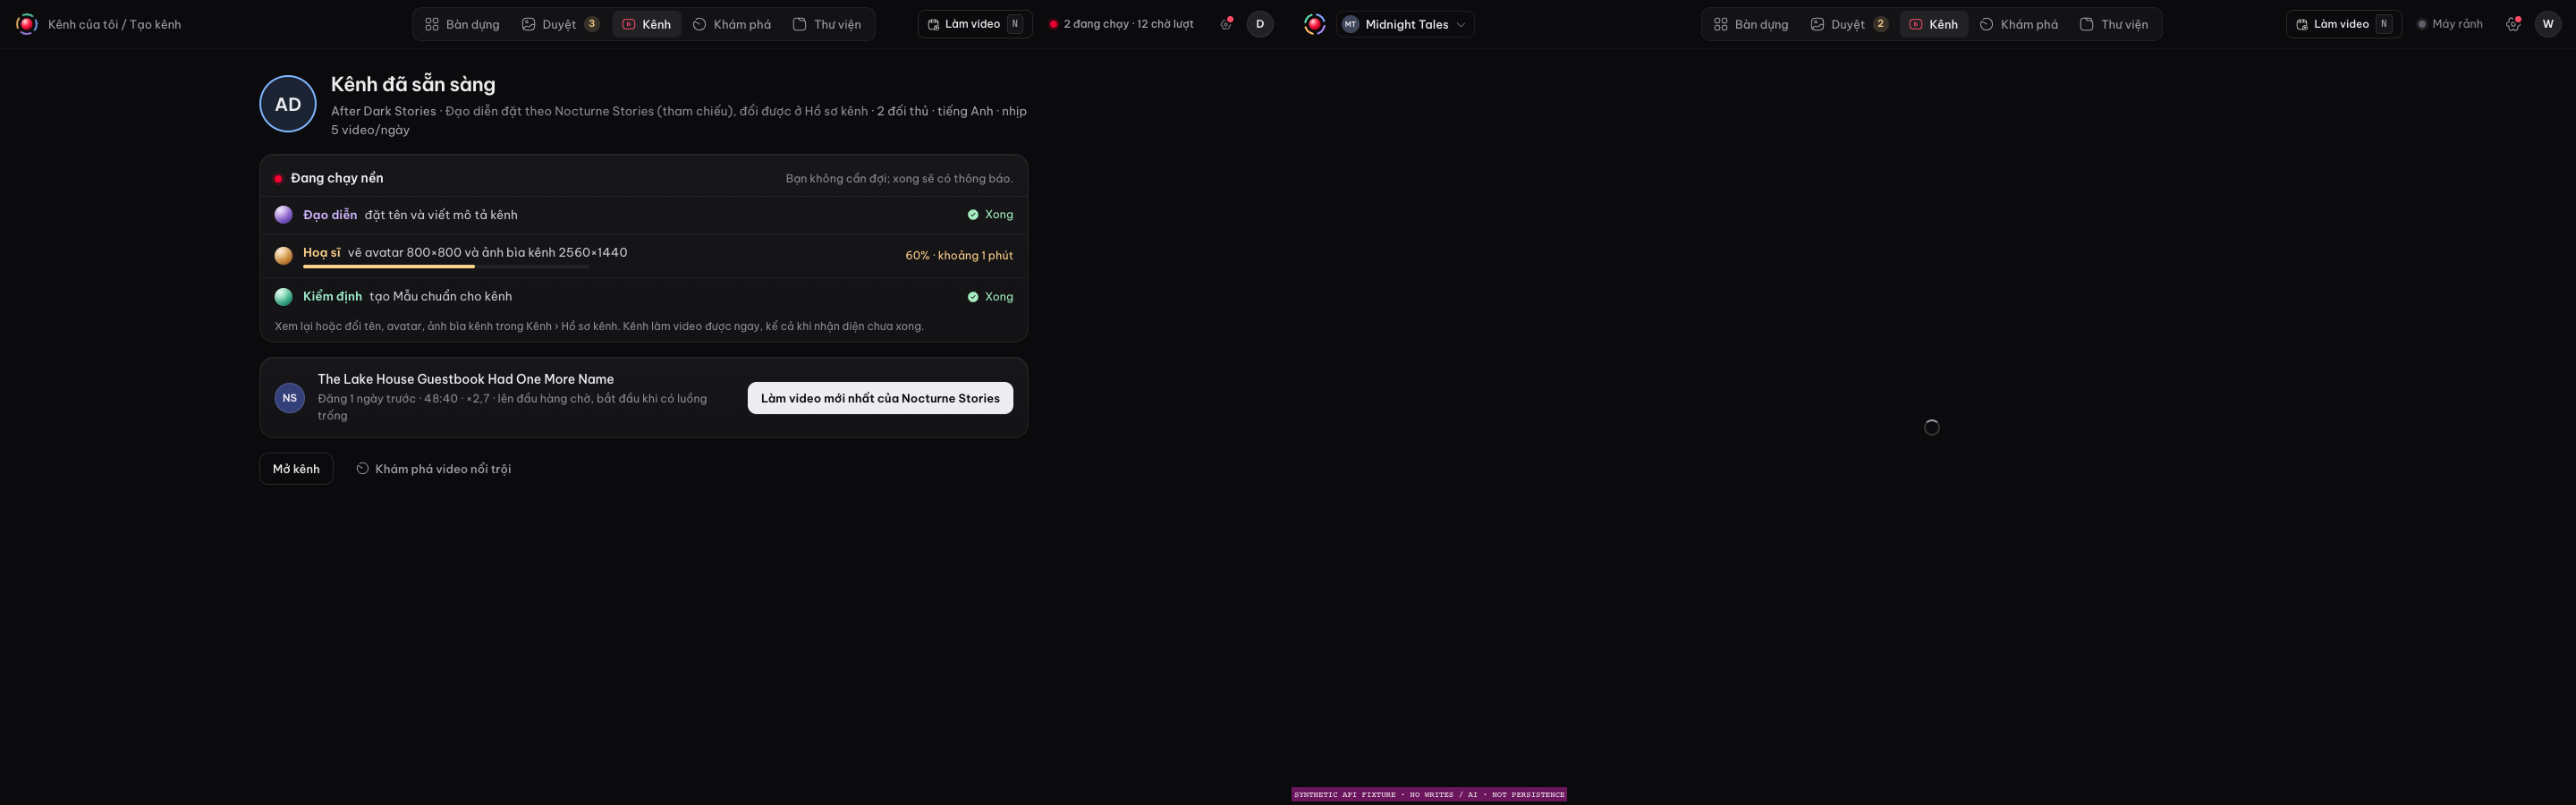 Kênh của tôi / Tạo kênh
Bàn dựng
Duyệt 3
Kênh
Khám phá
Thư viện
Làm video N
2 đang chạy · 12 chờ lượt
D
Kênh đã sẵn sàng
AD
After Dark Stories · Đạo diễn đặt theo Nocturne Stories (tham chiếu), đổi được ở Hồ sơ kênh · 2 đối thủ · tiếng Anh · nhịp
5 video/ngày
Đang chạy nền
Bạn không cần đợi; xong sẽ có thông báo.
Đạo diễn đặt tên và viết mô tả kênh
Xong
Hoạ sĩ vẽ avatar 800×800 và ảnh bìa kênh 2560×1440
60% · khoảng 1 phút
Kiểm định tạo Mẫu chuẩn cho kênh
Xong
Xem lại hoặc đổi tên, avatar, ảnh bìa kênh trong Kênh › Hồ sơ kênh. Kênh làm video được ngay, kể cả khi nhận diện chưa xong.
NS
The Lake House Guestbook Had One More Name
Đăng 1 ngày trước · 48:40 · ×2,7 · lên đầu hàng chờ, bắt đầu khi có luồng
trống
Làm video mới nhất của Nocturne Stories
Mở kênh
Khám phá video nổi trội
MT Midnight Tales
Bàn dựng
Duyệt 2
Kênh
Khám phá
Thư viện
Làm video N
Máy rảnh
W
SYNTHETIC API FIXTURE · NO WRITES / AI · NOT PERSISTENCE